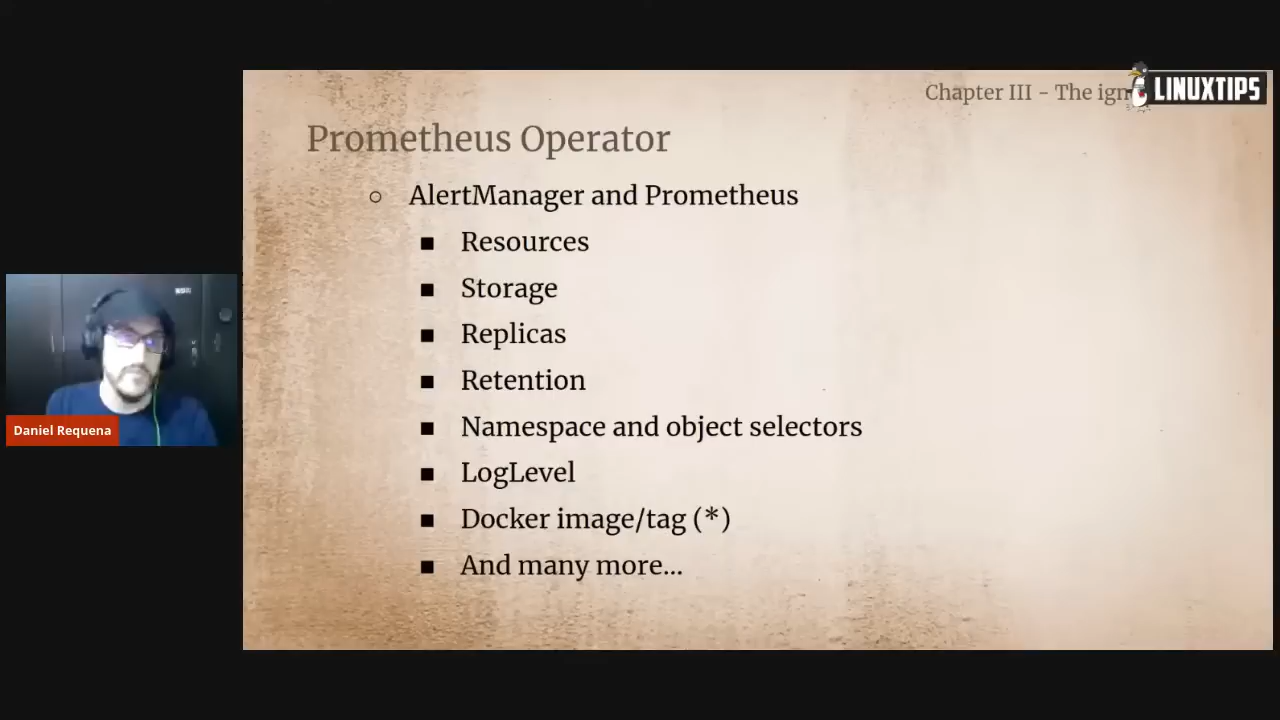 Chapter III - The ign
LINUXTIPS
Prometheus Operator
○ AlertManager and Prometheus
■ Resources
■ Storage
■ Replicas
■ Retention
■ Namespace and object selectors
■ LogLevel
■ Docker image/tag (*)
■ And many more...
Daniel Requena